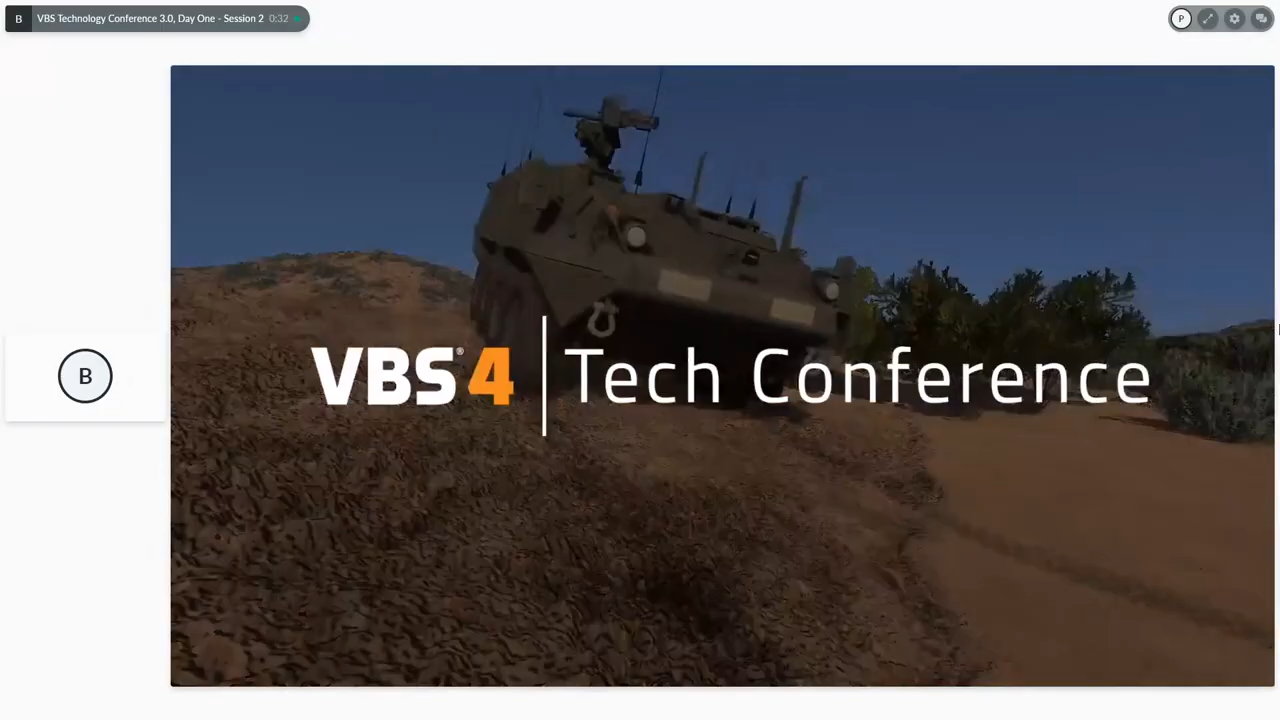 B VBS Technology Conference 3.0, Day One - Session 2 0:32
P
B
VBS®4 Tech Conference